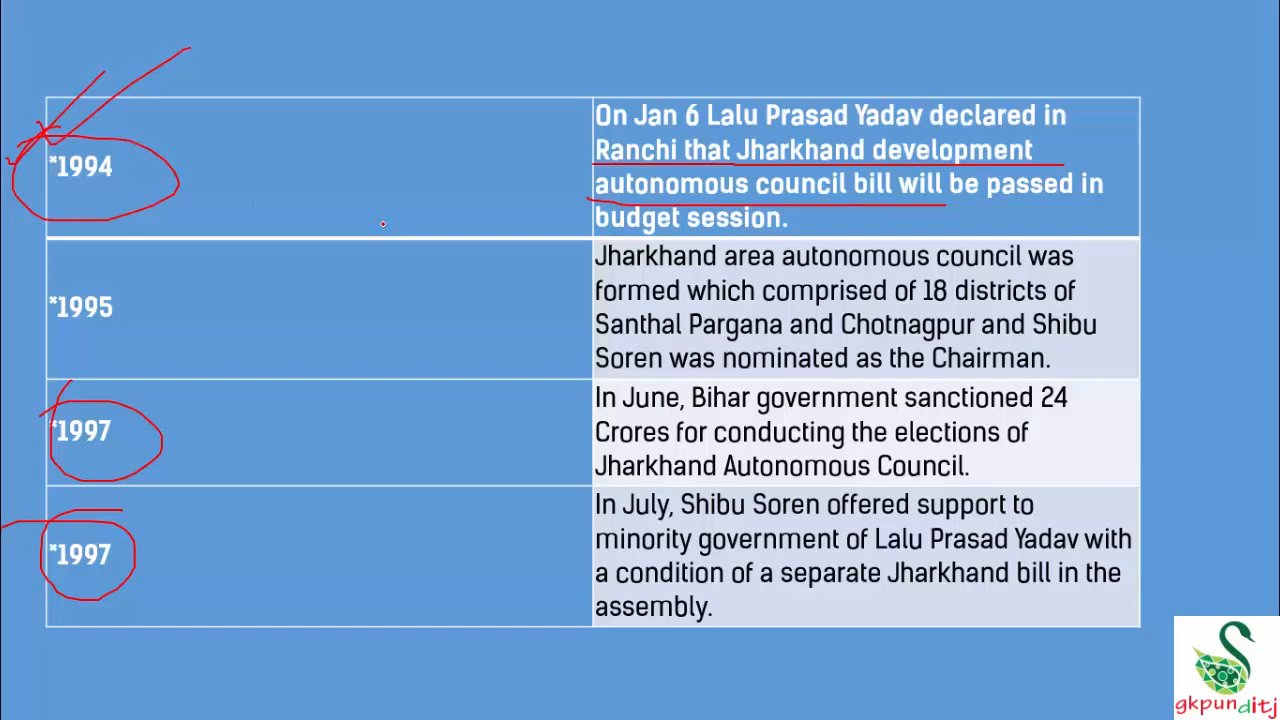 *1994
On Jan 6 Lalu Prasad Yadav declared in
Ranchi that Jharkhand development
autonomous council bill will be passed in
budget session.
*1995
Jharkhand area autonomous council was
formed which comprised of 18 districts of
Santhal Pargana and Chotnagpur and Shibu
Soren was nominated as the Chairman.
*1997
In June, Bihar government sanctioned 24
Crores for conducting the elections of
Jharkhand Autonomous Council.
*1997
In July, Shibu Soren offered support to
minority government of Lalu Prasad Yadav with
a condition of a separate Jharkhand bill in the
assembly.
gkpunditj